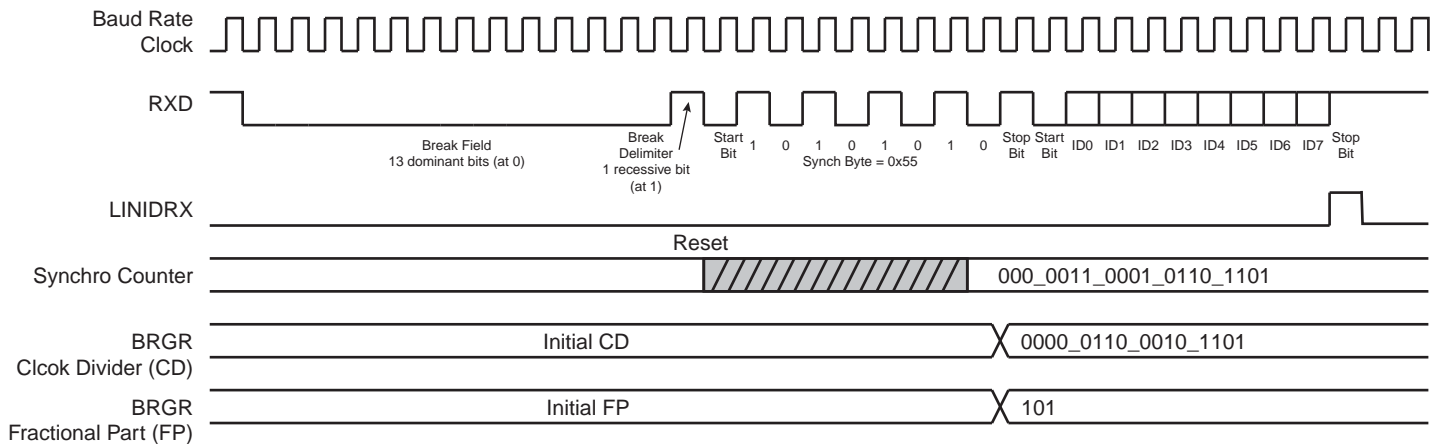 Baud Rate
Clock
RXD
Break Field
13 dominant bits (at 0)
Break
Delimiter
1 recessive bit
(at 1)
Start
Bit
1 0 1 0 1 0 1 0
Synch Byte = 0x55
Stop
Bit
Start
Bit
ID0 ID1 ID2 ID3 ID4 ID5 ID6 ID7
Stop
Bit
LINIDRX
Reset
Synchro Counter
000_0011_0001_0110_1101
BRGR
Clcok Divider (CD)
Initial CD
0000_0110_0010_1101
BRGR
Fractional Part (FP)
Initial FP
101